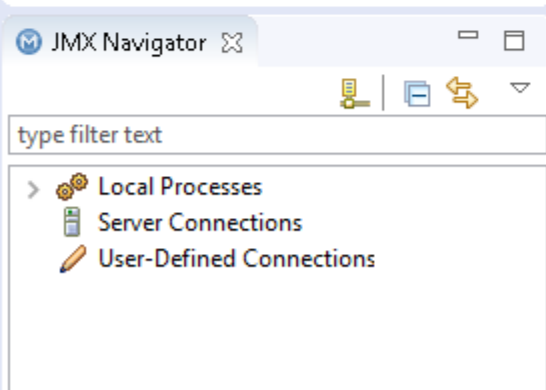 JMX Navigator
type filter text
Local Processes
Server Connections
User-Defined Connections